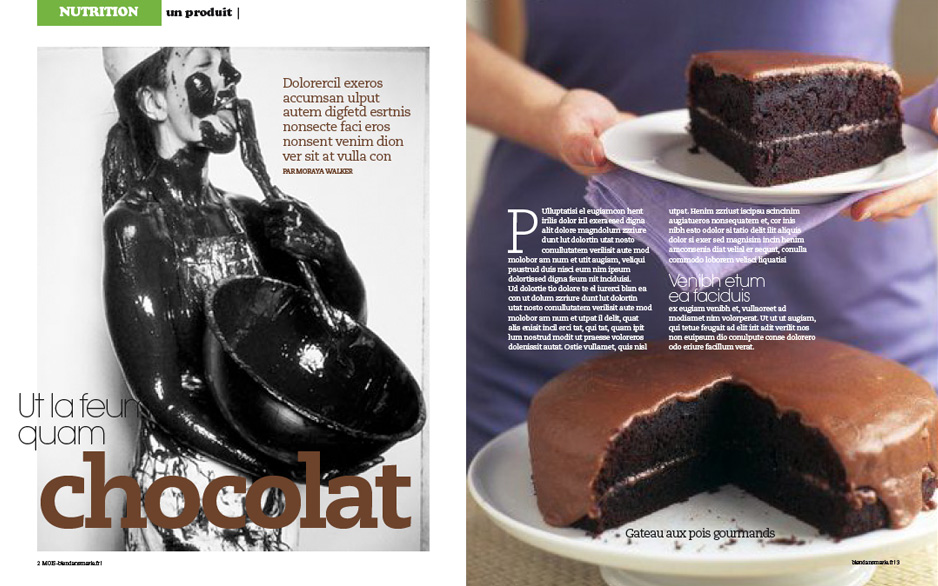 NUTRITION un produit |
Dolorercil exeros
accumsan ulput
autem digfetd esrtnis
nonsecte faci eros
nonsent venim dion
ver sit at vulla con
PAR MORAYA WALKER
Ut la feum
quam
chocolat
2 MOIS-biendansmavie.fr I
PUlluptatisi el eugiamcon hent
irilis dolor iril exeraesed digna
alit dolore magndolum zzriure
dunt lut dolortin utat nosto
conullutatem verilisit aute mod
molobor am num et utit augiam, veliqui
psustrud duis nisci eum nim ipsum
dolortissed digna feum nit inciduisi.
Ud dolortie tio dolore te el iurerci blan ea
con ut dolum zzriure dunt lut dolortin
utat nosto conullutatem verilisit aute mod
molobor am num et utpat il delit, quat
alis enisit incil erci tat, qui tat, quam ipit
lum nostrud modit ut praesse voloreros
dolenissit autat. Ostie vullamet, quis nisl
utpat. Henim zzriust iscipsu scincinim
augiatueros nonsequatem et, cor inis
nibh esto odolor si tatio delit ilit aliquis
dolor si exer sed magnisim incin henim
amconsenis diat velisl er sequat, conulla
commodo loborem velisci liquatisi
Venibh etum
ea faciduis
ex eugiam venibh et, vullaoreet ad
modiamet nim volorperat. Ut ut ut augiam,
qui tetue feugait ad elit irit adit verilit nos
non euipsum dio conulpute conse dolorero
odo eriure facillum verat.
Gateau aux pois gourmands
biendansmavie.fr I 3